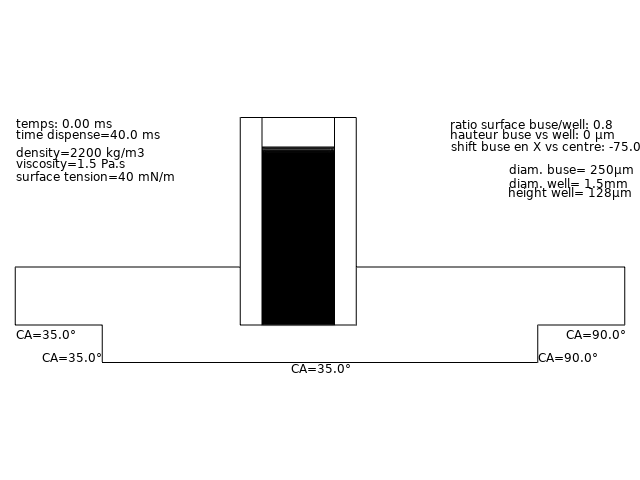 temps: 0.00 ms
time dispense=40.0 ms
density=2200 kg/m3
viscosity=1.5 Pa.s
surface tension=40 mN/m
ratio surface buse/well: 0.8
hauteur buse vs well: 0 µm
shift buse en X vs centre: -75.0
diam. buse= 250µm
diam. well= 1.5mm
height well= 128µm
CA=35.0°
CA=90.0°
CA=35.0°
CA=90.0°
CA=35.0°